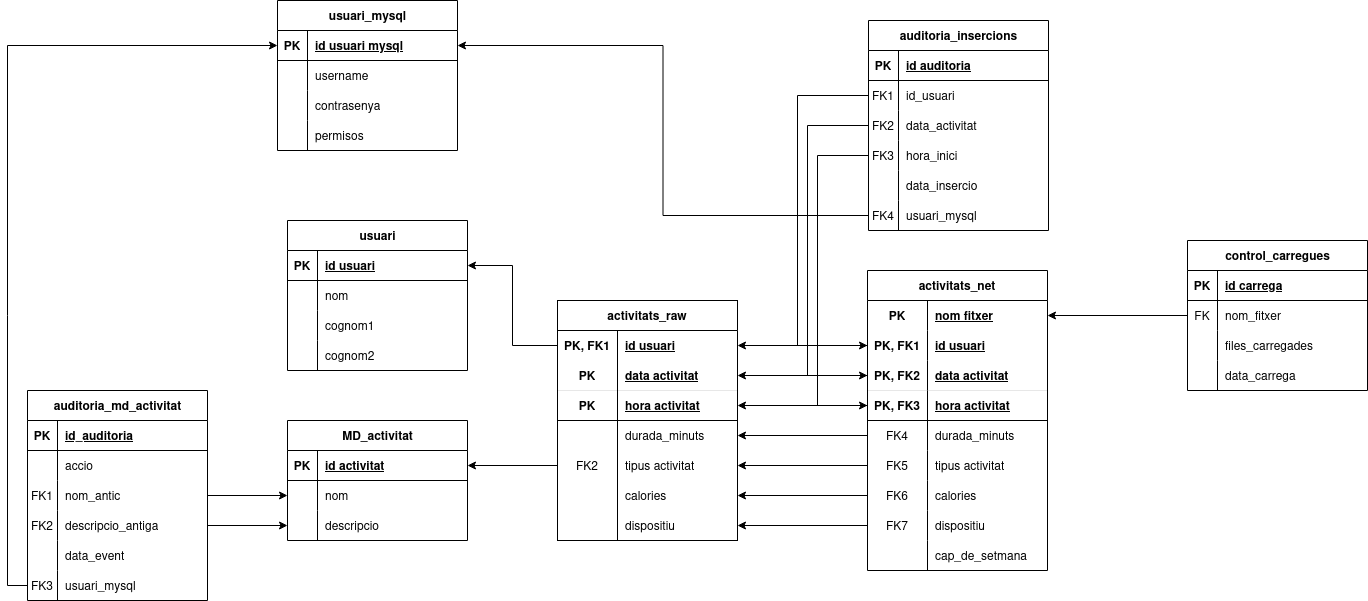 usuari_mysql
PK id usuari mysql
username
contrasenya
permisos
auditoria_insercions
PK id auditoria
FK1 id_usuari
FK2 data_activitat
FK3 hora_inici
data_insercio
FK4 usuari_mysql
usuari
PK id usuari
nom
cognom1
cognom2
activitats_raw
PK, FK1 id usuari
PK data activitat
PK hora activitat
durada_minuts
FK2 tipus activitat
calories
dispositiu
activitats_net
PK nom fitxer
PK, FK1 id usuari
PK, FK2 data activitat
PK, FK3 hora activitat
FK4 durada_minuts
FK5 tipus activitat
FK6 calories
FK7 dispositiu
cap_de_setmana
control_carregues
PK id carrega
FK nom_fitxer
files_carregades
data_carrega
auditoria_md_activitat
PK id_auditoria
accio
FK1 nom_antic
FK2 descripcio_antiga
data_event
FK3 usuari_mysql
MD_activitat
PK id activitat
nom
descripcio